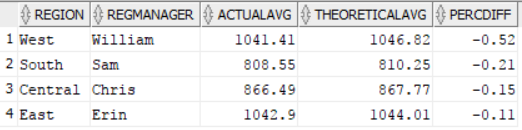 REGION REGMANAGER ACTUALAVG THEORETICALAVG PERCDIFF
1 West William 1041.41 1046.82 -0.52
2 South Sam 808.55 810.25 -0.21
3 Central Chris 866.49 867.77 -0.15
4 East Erin 1042.9 1044.01 -0.11